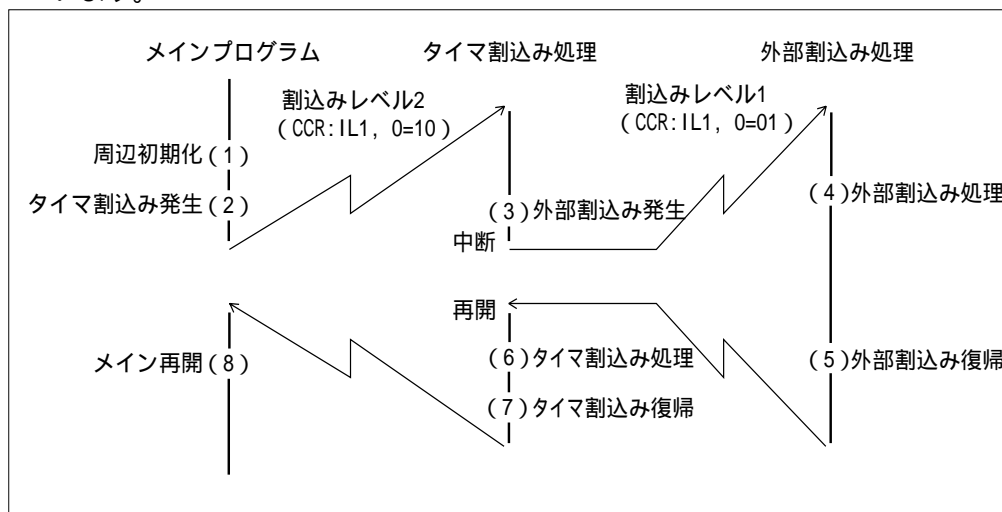 メインプログラム
タイマ割込み処理
外部割込み処理
割込みレベル2
(CCR:IL1, 0=10)
割込みレベル1
(CCR:IL1, 0=01)
周辺初期化(1)
タイマ割込み発生(2)
(3)外部割込み発生
中断
(4)外部割込み処理
再開
メイン再開(8)
(6)タイマ割込み処理
(7)タイマ割込み復帰
(5)外部割込み復帰